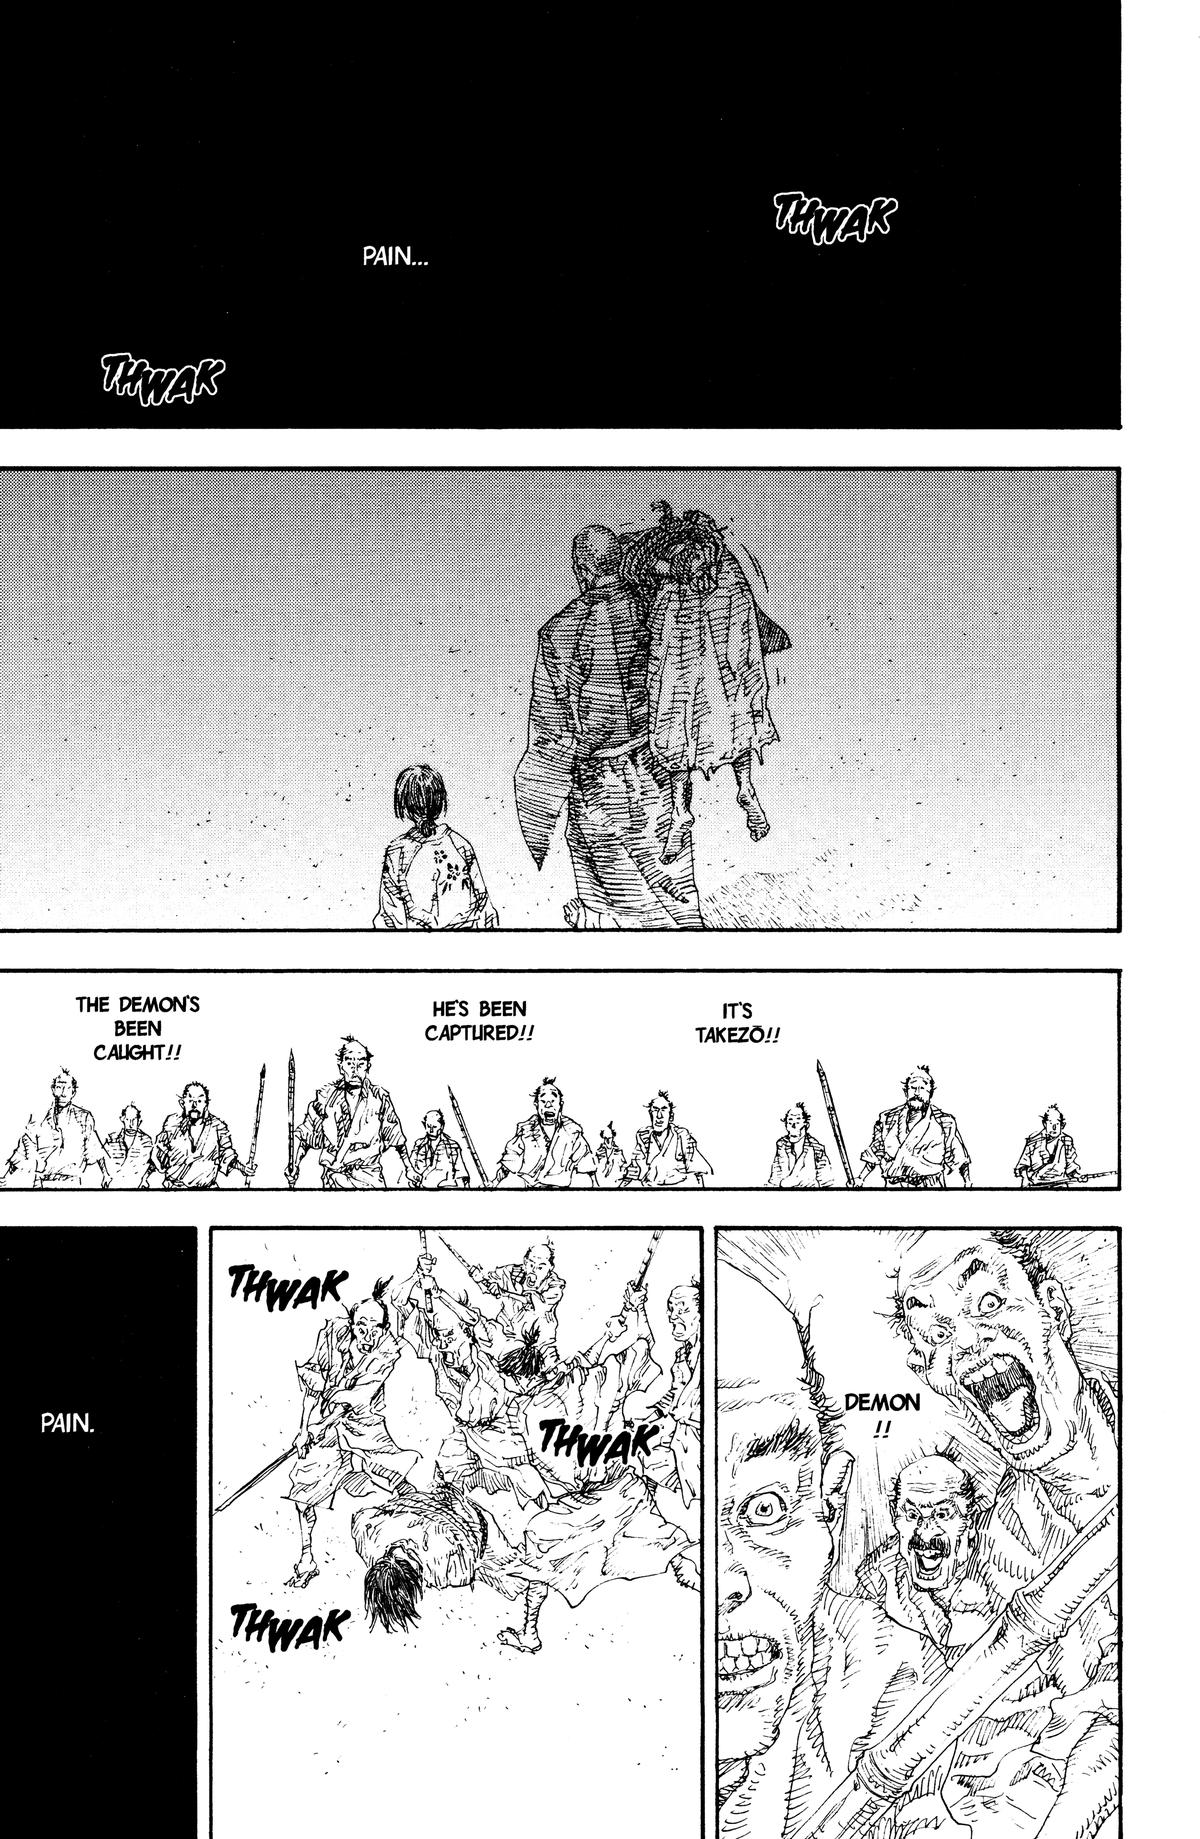 THWAK
PAIN...
THWAK
IT'S
TAKEZŌ!!
HE'S BEEN
CAPTURED!!
THE DEMON'S
BEEN
CAUGHT!!
DEMON
!!
THWAK
THWAK
THWAK
PAIN.